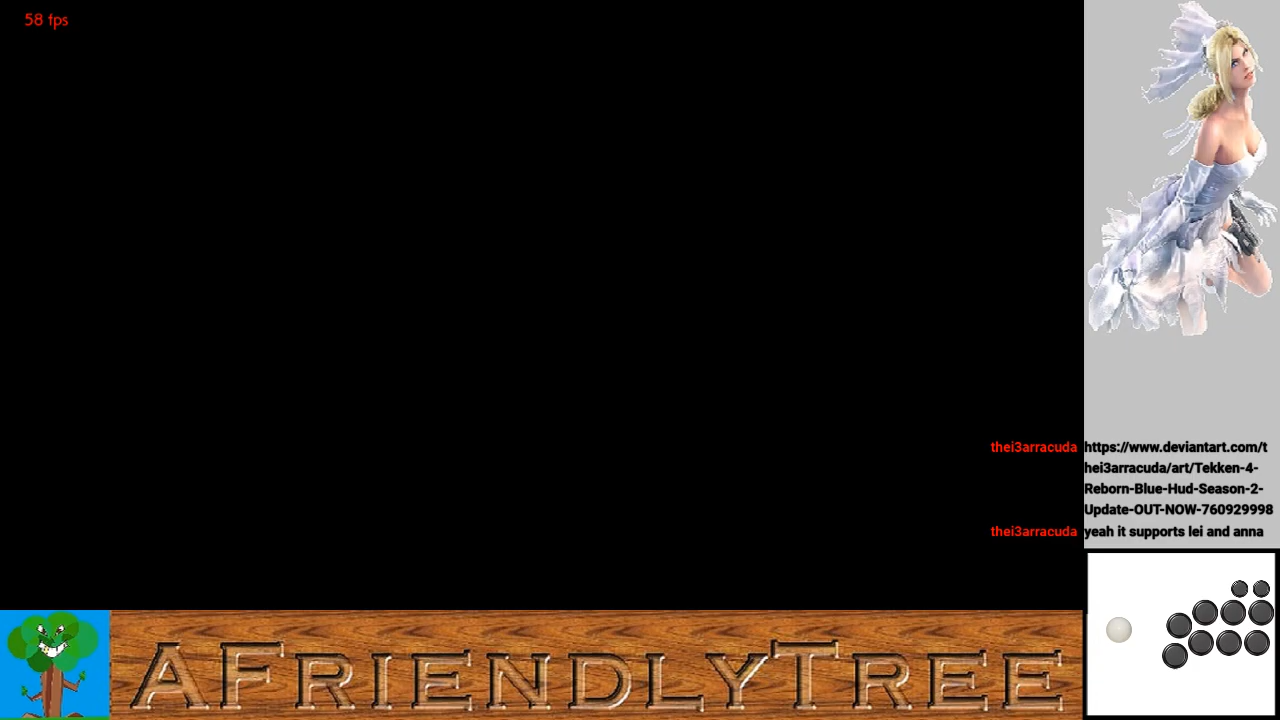 58 fps
thei3arracuda https://www.deviantart.com/t
hei3arracuda/art/Tekken-4-
Reborn-Blue-Hud-Season-2-
Update-OUT-NOW-760929998
thei3arracuda yeah it supports lei and anna
AFRIENDLYTREE